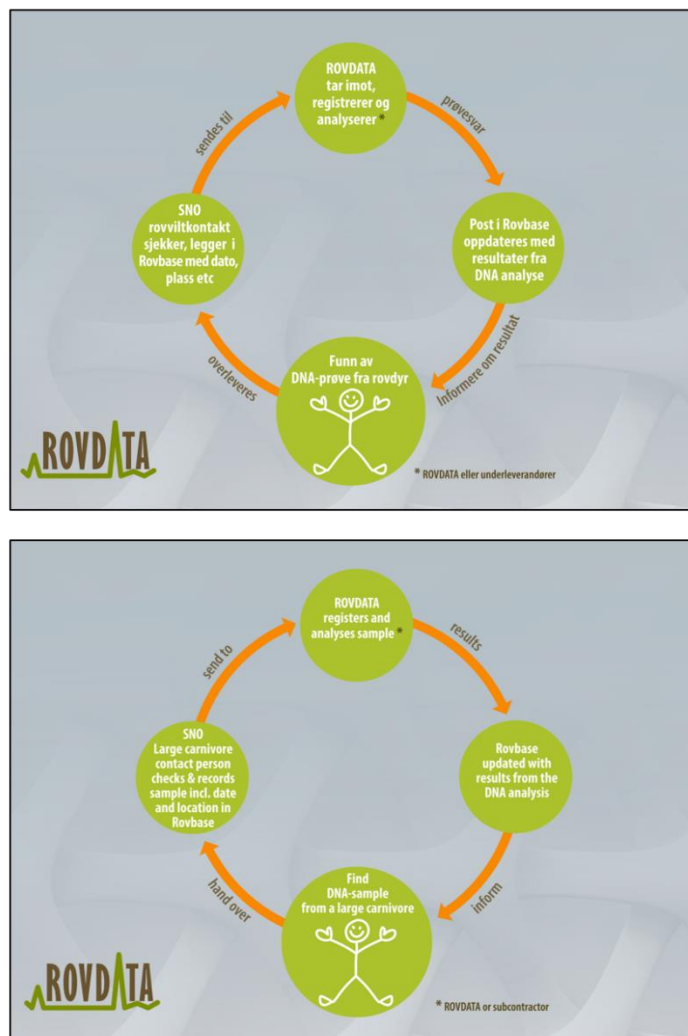 ROVDATA
tar imot,
registrerer og
analyserer *
prøvesvar
sendes til
SNO
rovviltkontakt
sjekker, legger i
Rovbase med dato,
plass etc
Post i Rovbase
oppdateres med
resultater fra
DNA analyse
overleveres
Informere om resultat
Funn av
DNA-prøve fra rovdyr
ROVDATA
* ROVDATA eller underleverandører
ROVDATA
registers and
analyses sample *
results
send to
SNO
Large carnivore
contact person
checks & records
sample incl. date
and location in
Rovbase
Rovbase
updated with
results from the
DNA analysis
hand over
inform
Find
DNA-sample
from a large carnivore
ROVDATA
* ROVDATA or subcontractor